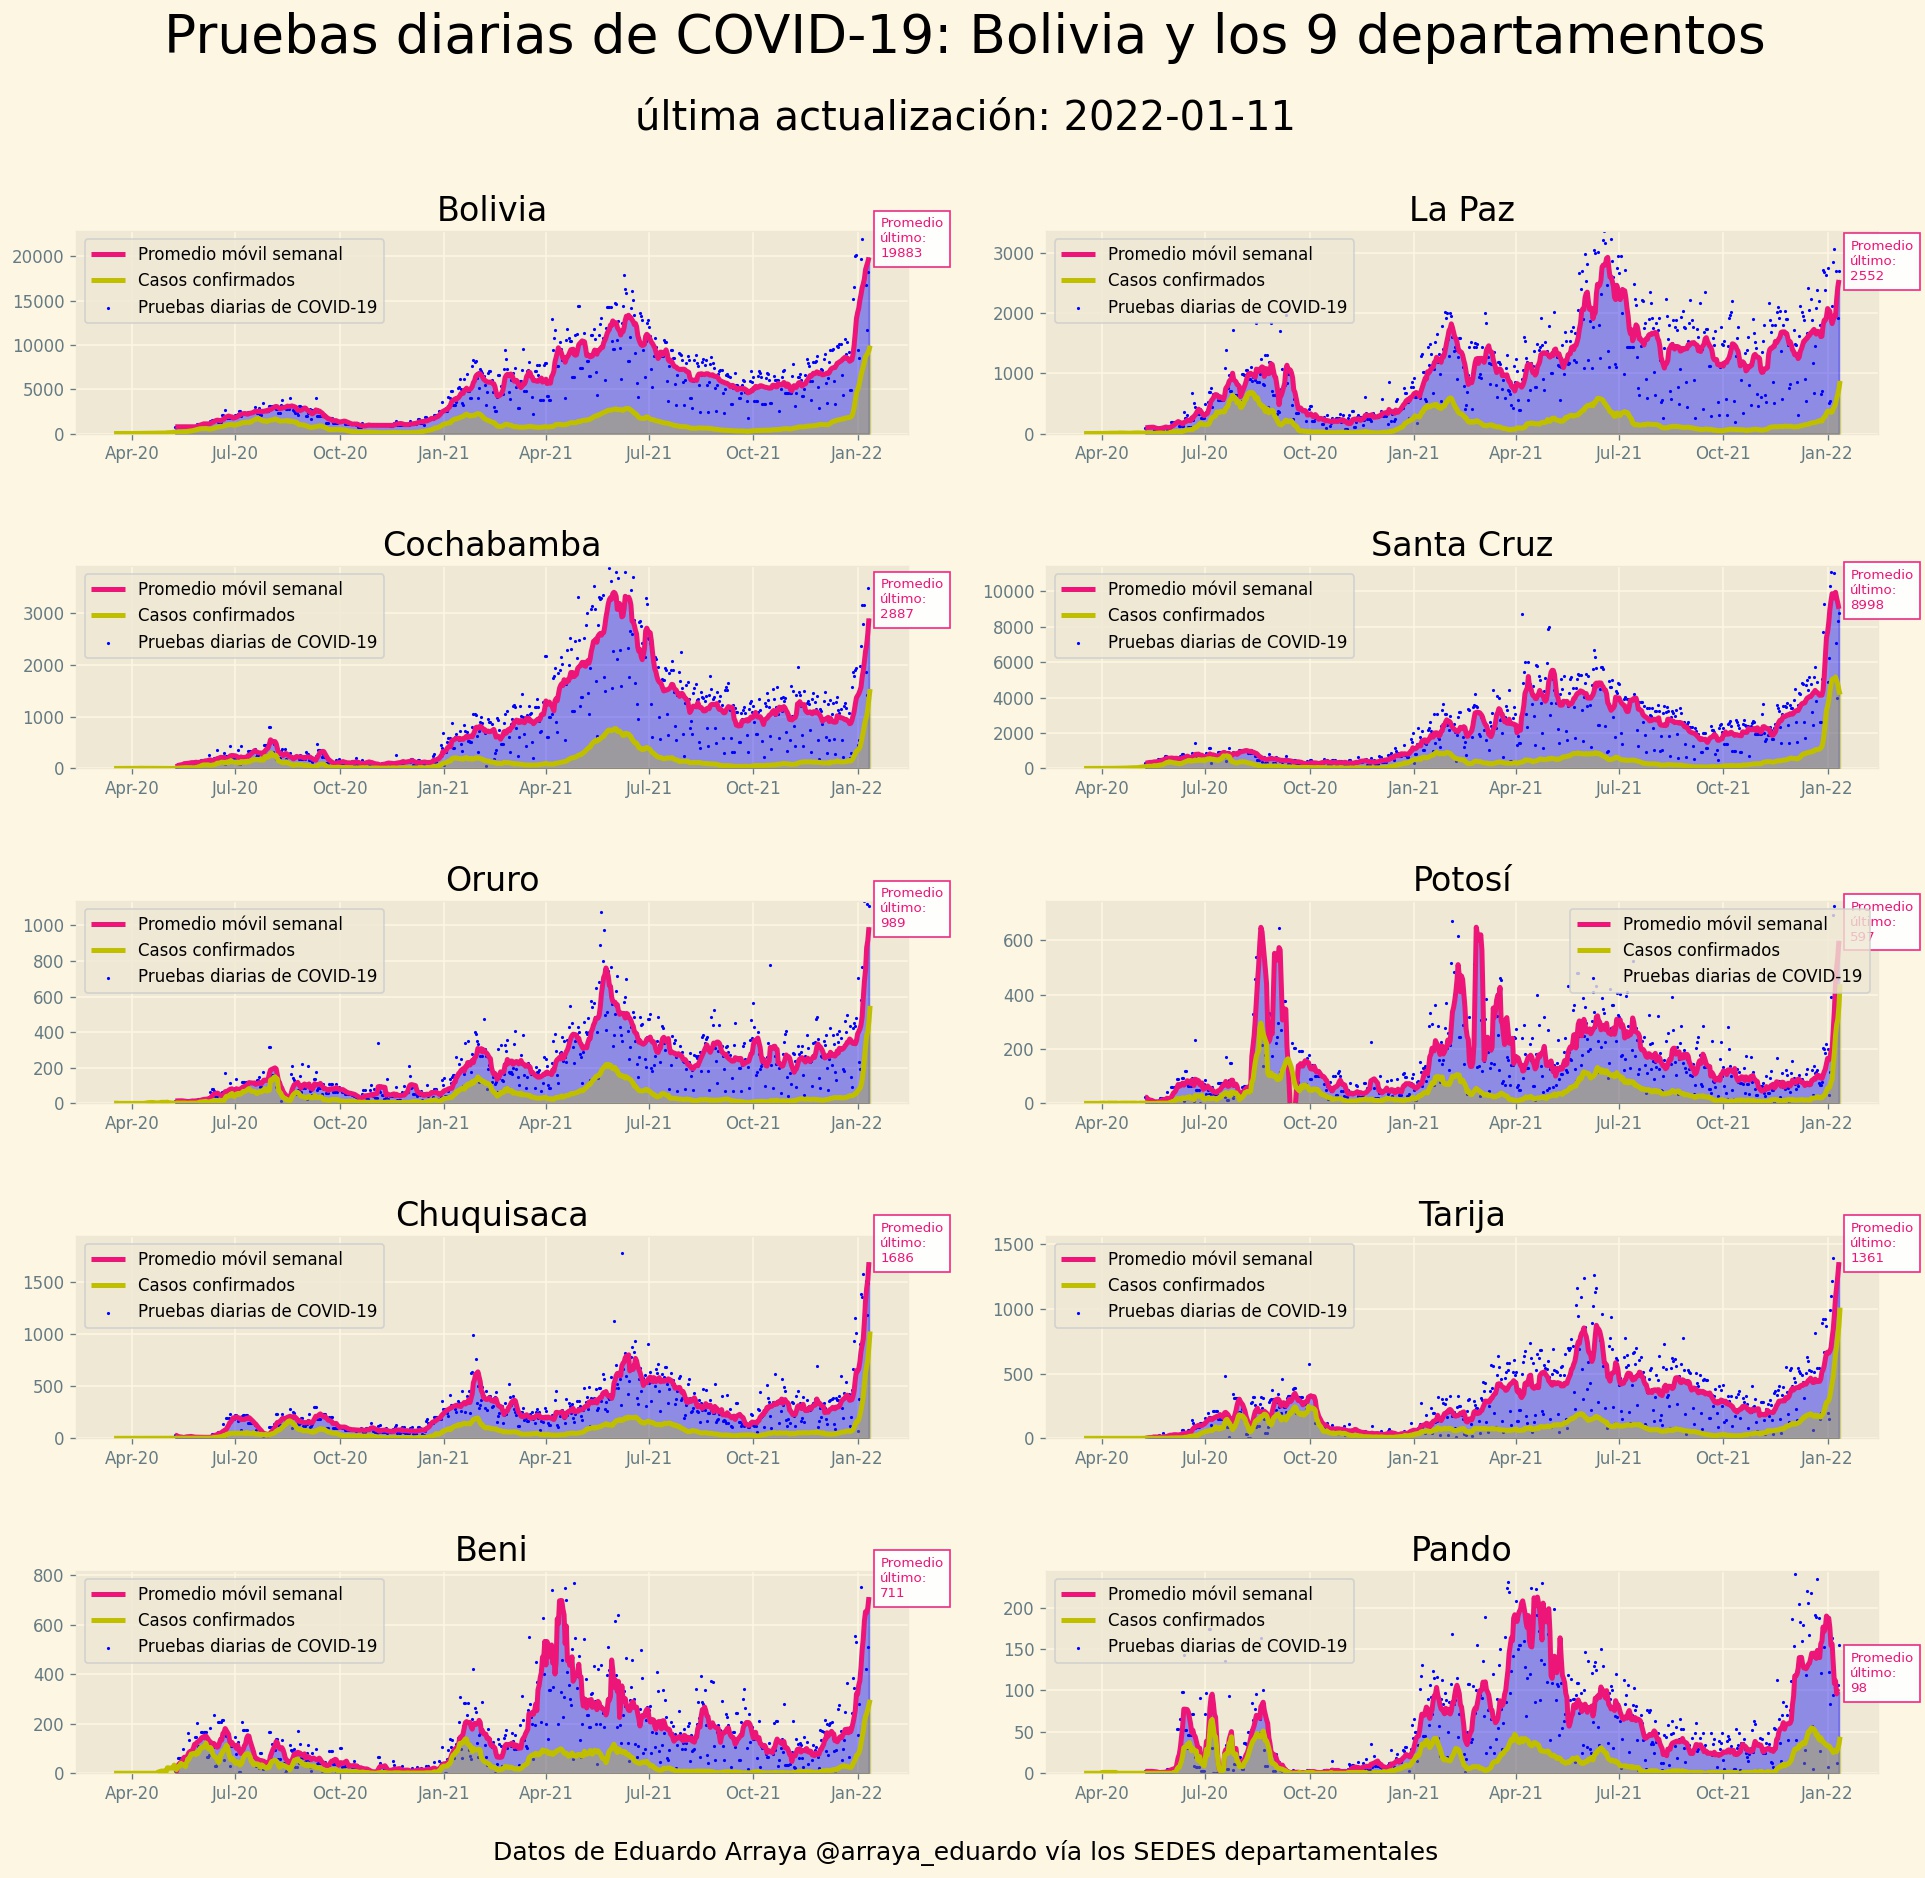 Pruebas diarias de COVID-19: Bolivia y los 9 departamentos
última actualización: 2022-01-11
Bolivia
Promedio móvil semanal
Casos confirmados
Pruebas diarias de COVID-19
Promedio
último:
19883
20000
15000
10000
5000
0
Apr-20 Jul-20 Oct-20 Jan-21 Apr-21 Jul-21 Oct-21 Jan-22
La Paz
Promedio móvil semanal
Casos confirmados
Pruebas diarias de COVID-19
Promedio
último:
2552
3000
2000
1000
0
Apr-20 Jul-20 Oct-20 Jan-21 Apr-21 Jul-21 Oct-21 Jan-22
Cochabamba
Promedio móvil semanal
Casos confirmados
Pruebas diarias de COVID-19
Promedio
último:
2887
3000
2000
1000
0
Apr-20 Jul-20 Oct-20 Jan-21 Apr-21 Jul-21 Oct-21 Jan-22
Santa Cruz
Promedio móvil semanal
Casos confirmados
Pruebas diarias de COVID-19
Promedio
último:
8998
10000
8000
6000
4000
2000
0
Apr-20 Jul-20 Oct-20 Jan-21 Apr-21 Jul-21 Oct-21 Jan-22
Oruro
Promedio móvil semanal
Casos confirmados
Pruebas diarias de COVID-19
Promedio
último:
989
1000
800
600
400
200
0
Apr-20 Jul-20 Oct-20 Jan-21 Apr-21 Jul-21 Oct-21 Jan-22
Potosí
Promedio móvil semanal
Casos confirmados
Pruebas diarias de COVID-19
Promedio
último:
597
600
400
200
0
Apr-20 Jul-20 Oct-20 Jan-21 Apr-21 Jul-21 Oct-21 Jan-22
Chuquisaca
Promedio móvil semanal
Casos confirmados
Pruebas diarias de COVID-19
Promedio
último:
1686
1500
1000
500
0
Apr-20 Jul-20 Oct-20 Jan-21 Apr-21 Jul-21 Oct-21 Jan-22
Tarija
Promedio móvil semanal
Casos confirmados
Pruebas diarias de COVID-19
Promedio
último:
1361
1500
1000
500
0
Apr-20 Jul-20 Oct-20 Jan-21 Apr-21 Jul-21 Oct-21 Jan-22
Beni
Promedio móvil semanal
Casos confirmados
Pruebas diarias de COVID-19
Promedio
último:
711
800
600
400
200
0
Apr-20 Jul-20 Oct-20 Jan-21 Apr-21 Jul-21 Oct-21 Jan-22
Pando
Promedio móvil semanal
Casos confirmados
Pruebas diarias de COVID-19
Promedio
último:
98
200
150
100
50
0
Apr-20 Jul-20 Oct-20 Jan-21 Apr-21 Jul-21 Oct-21 Jan-22
Datos de Eduardo Arraya @arraya_eduardo vía los SEDES departamentales